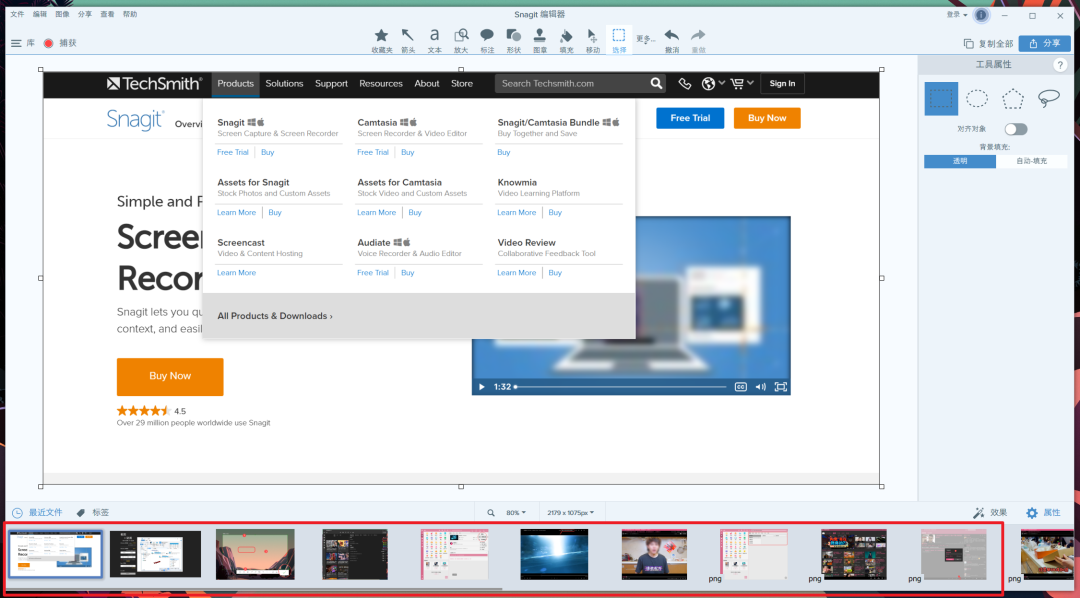 文件 编辑 图像 分享 查看 帮助
Snagit 编辑器
登录
库 捕获
收藏夹 箭头 文本 放大 标注 形状 图章 填充 移动 选择 更多... 撤消 重做
复制全部 分享
工具属性 ?
TechSmith Products Solutions Support Resources About Store Search Techsmith.com Sign In
Snagit Overvi
Free Trial Buy Now
Snagit Camtasia Snagit/Camtasia Bundle
Screen Capture & Screen Recorder Screen Recorder & Video Editor Buy Together and Save
Free Trial Buy Free Trial Buy Buy
Assets for Snagit Assets for Camtasia Knowmia
Stock Photos and Custom Assets Stock Video and Custom Assets Video Learning Platform
Learn More Buy Learn More Buy Learn More Buy
Screencast Audiate Video Review
Video & Content Hosting Voice Recorder & Audio Editor Collaborative Feedback Tool
Learn More Free Trial Buy Learn More Buy
All Products & Downloads ›
Simple and P
Scree
Recor
Snagit lets you qu
context, and easil
Buy Now
4.5
Over 29 million people worldwide use Snagit
1:32 CC
对齐对象
背景填充:
透明 自动-填充
最近文件 标签
80% 2179 x 1075px
效果 属性
png png png png